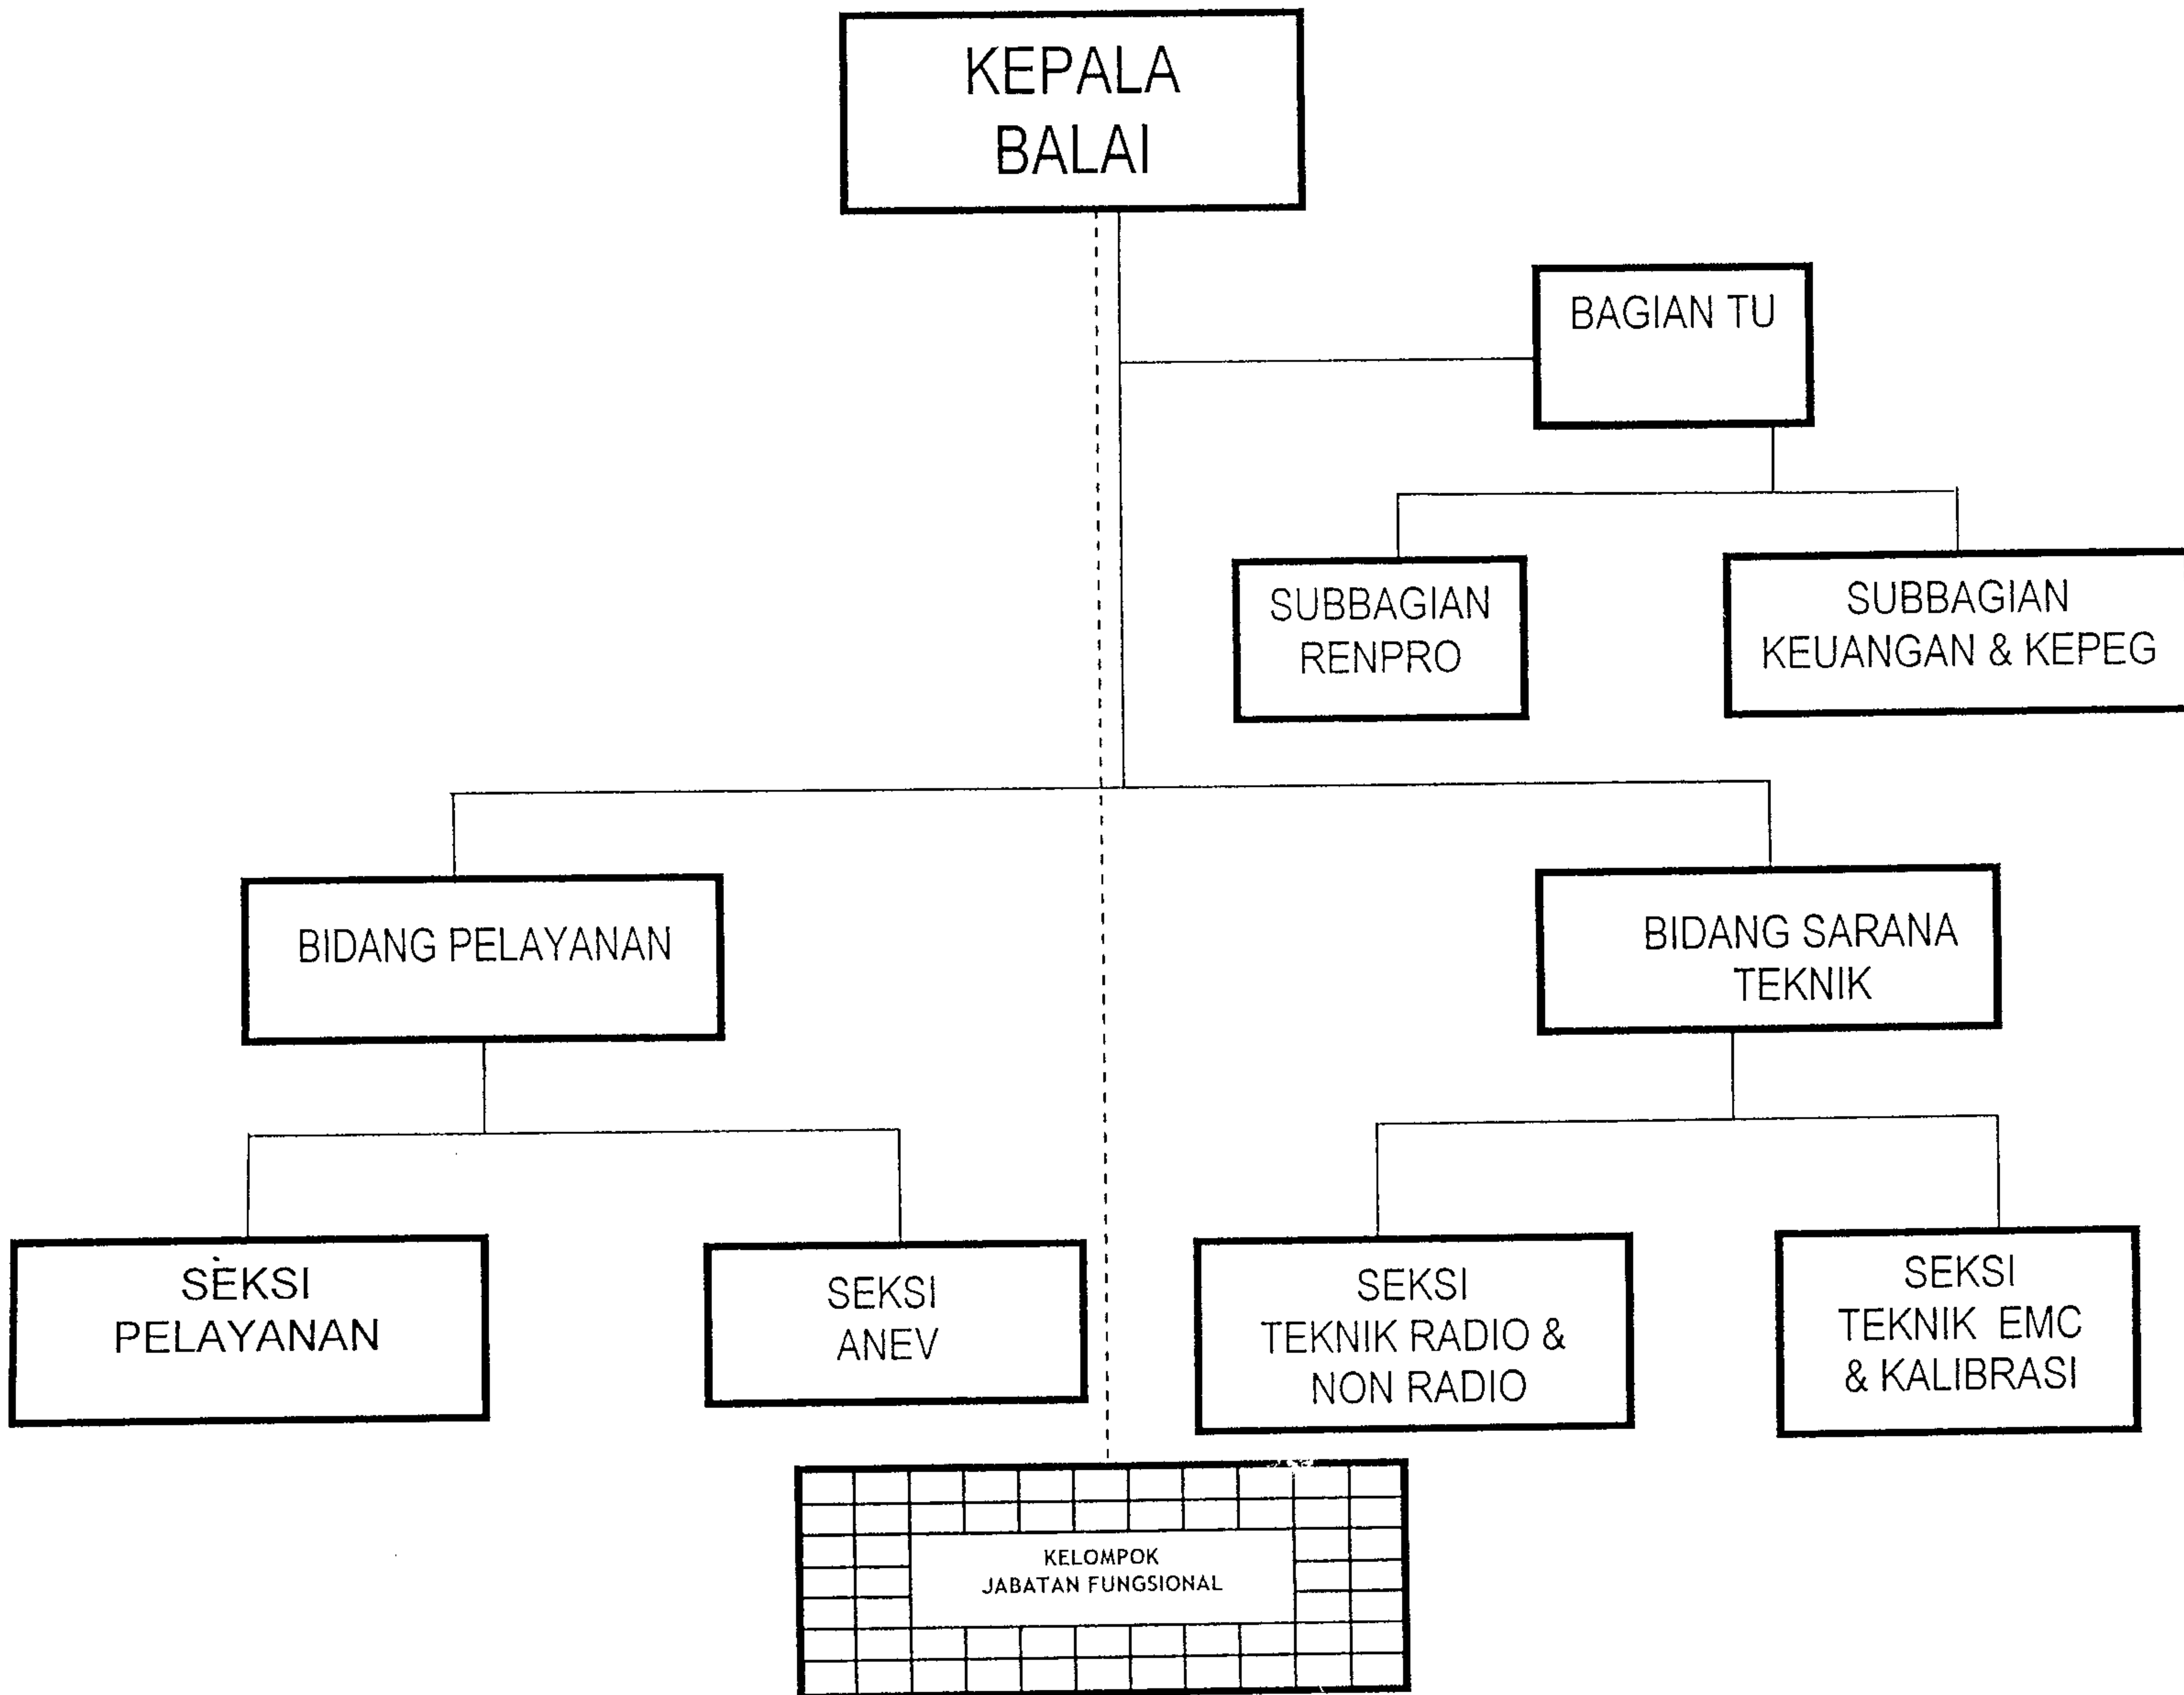 KEPALA
BALAI
BAGIAN TU
SUBBAGIAN
RENPRO
SUBBAGIAN
KEUANGAN & KEPEG
BIDANG PELAYANAN
BIDANG SARANA
TEKNIK
SEKSI
PELAYANAN
SEKSI
ANEV
SEKSI
TEKNIK RADIO &
NON RADIO
SEKSI
TEKNIK EMC
& KALIBRASI
KELOMPOK
JABATAN FUNGSIONAL